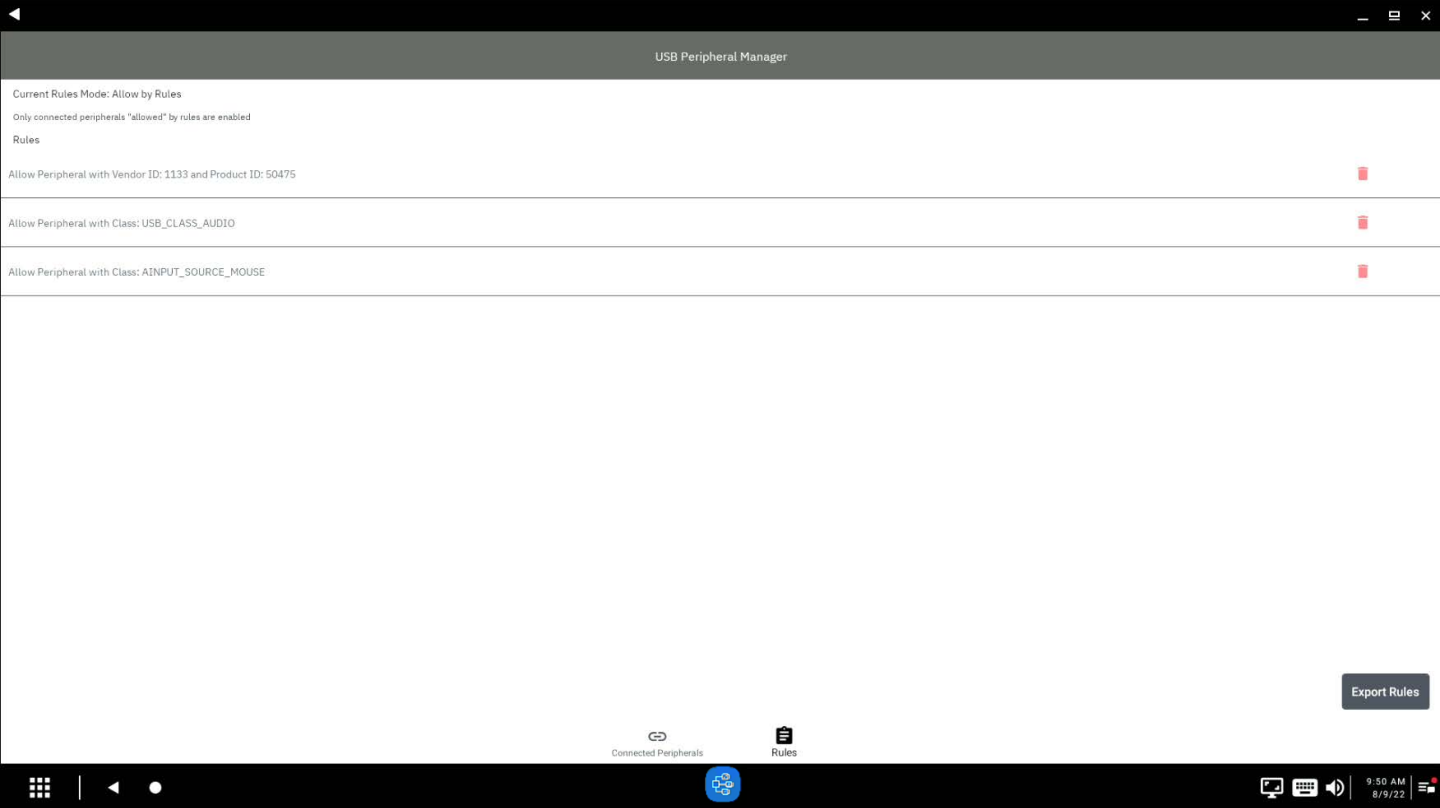 USB Peripheral Manager
Current Rules Mode: Allow by Rules
Only connected peripherals "allowed" by rules are enabled
Rules
Allow Peripheral with Vendor ID: 1133 and Product ID: 50475
Allow Peripheral with Class: USB_CLASS_AUDIO
Allow Peripheral with Class: AINPUT_SOURCE_MOUSE
Export Rules
Connected Peripherals
Rules
9:50 AM
8/9/22